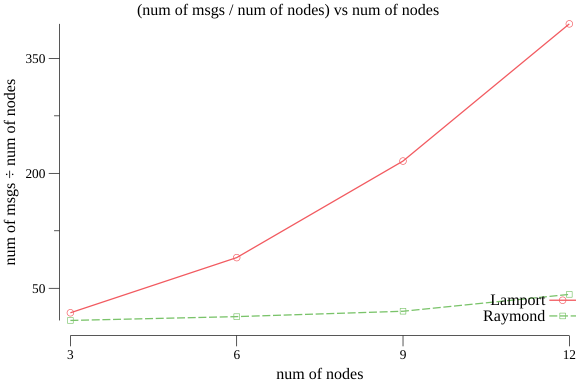 (num of msgs / num of nodes) vs num of nodes
num of msgs ÷ num of nodes
350
200
50
Lamport
Raymond
3 6 9 12
num of nodes